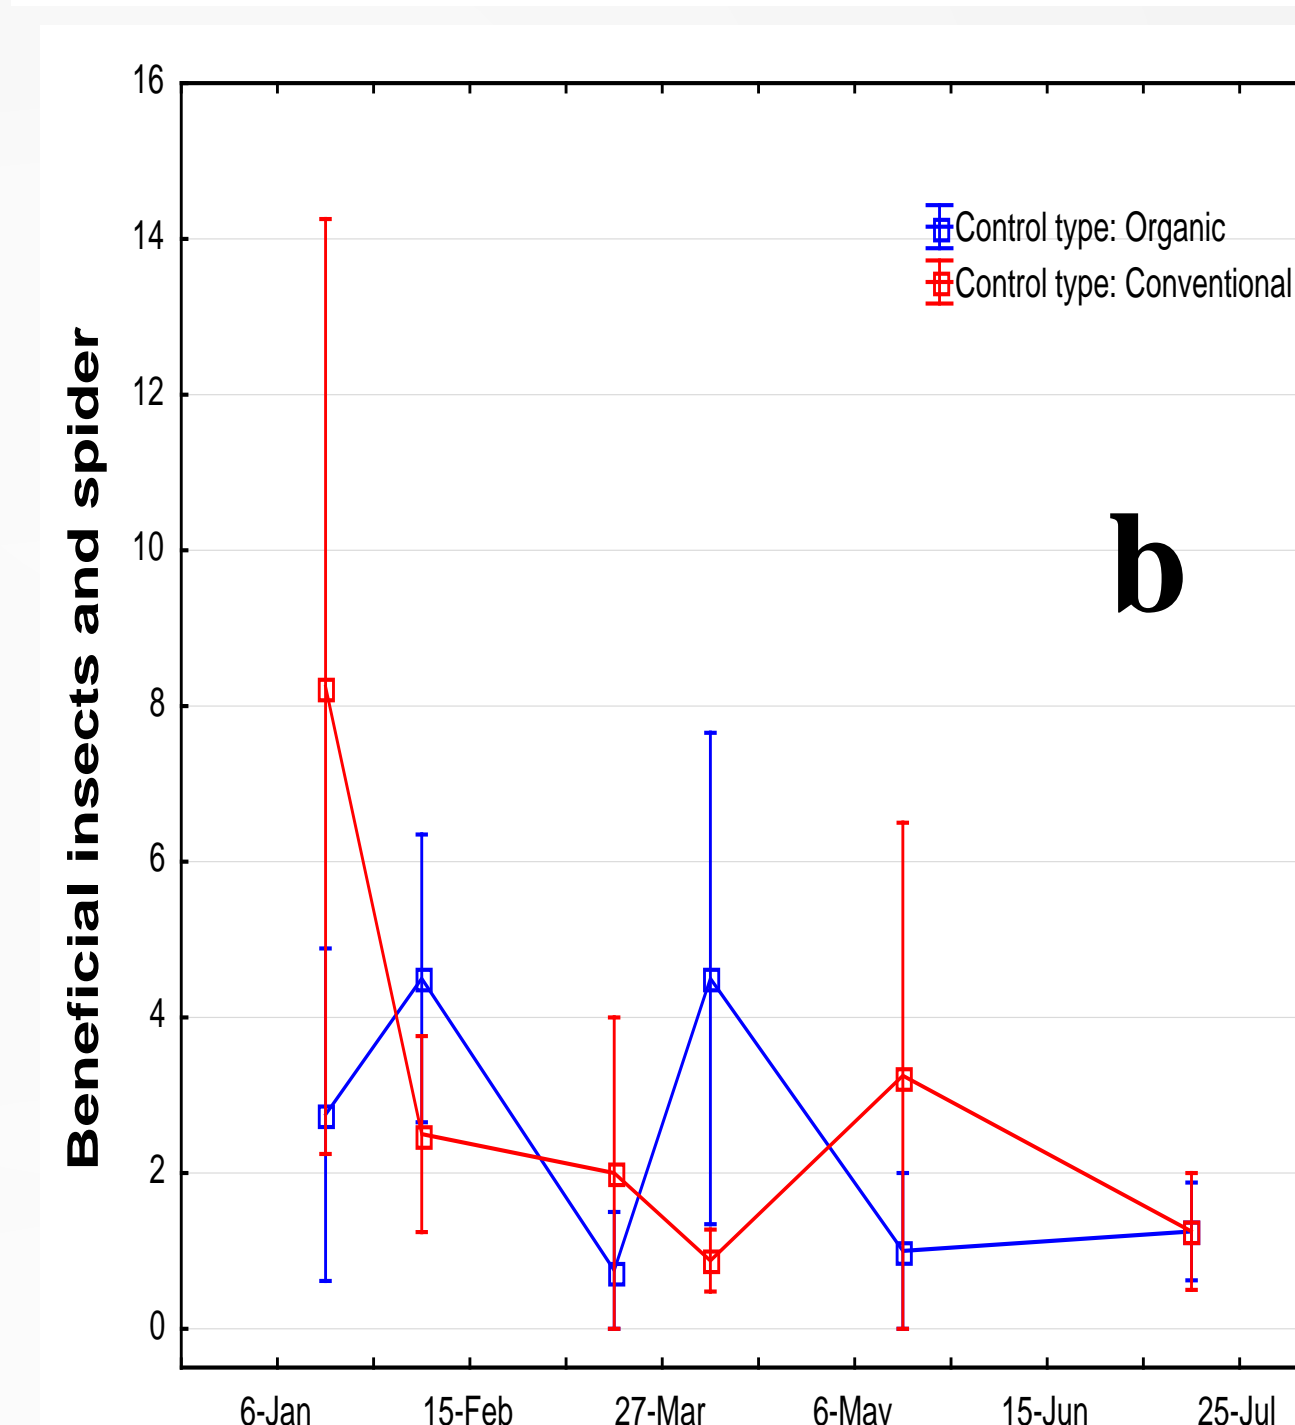 16
14
12
10
8
6
4
2
0
Beneficial insects and spider
Control type: Organic
Control type: Conventional
b
6-Jan
15-Feb
27-Mar
6-May
15-Jun
25-Jul